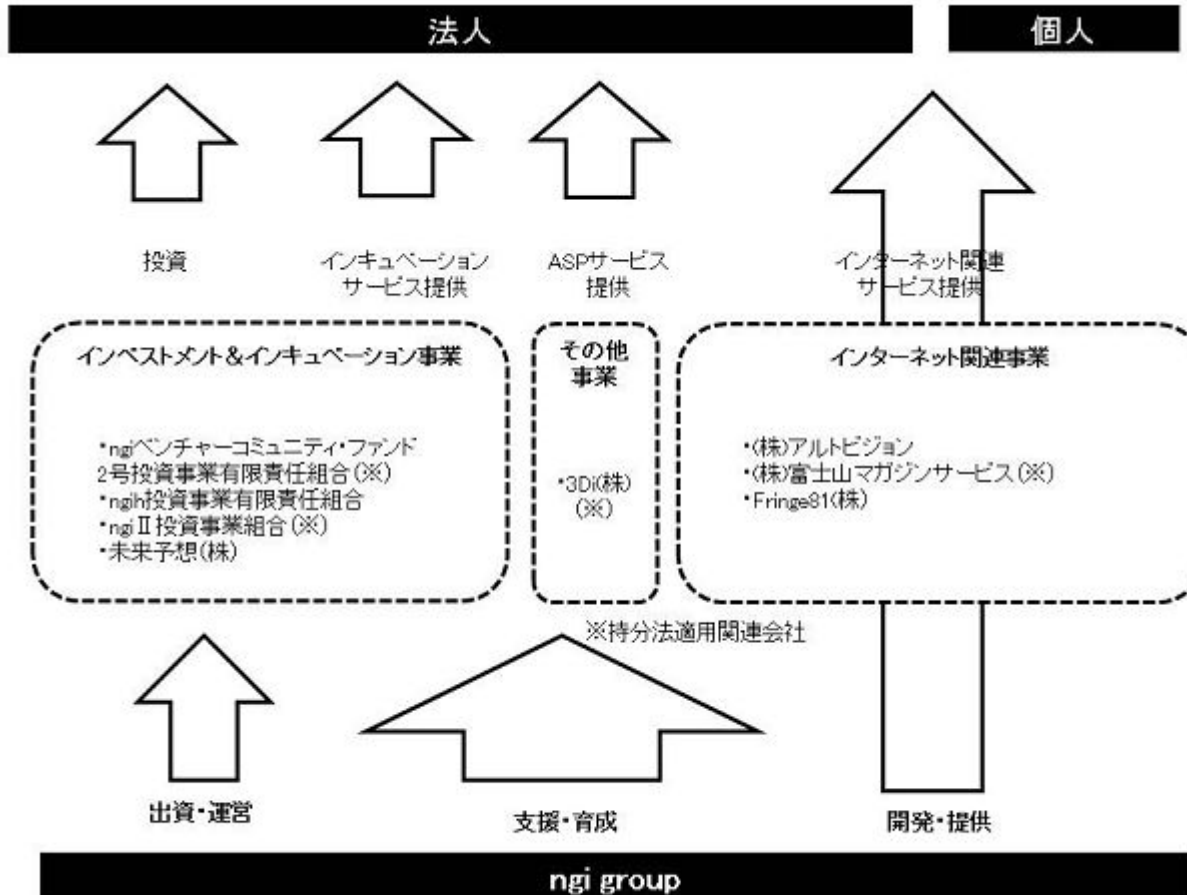 法人
個人
投資
インキュベーション
サービス提供
ASPサービス
提供
インターネット関連
サービス提供
インベストメント&インキュベーション事業
・ngiベンチャーコミュニティ・ファンド
2号投資事業有限責任組合(※)
・ngih投資事業有限責任組合
・ngiⅡ投資事業組合(※)
・未来予想(株)
その他
事業
・3Di(株)
(※)
インターネット関連事業
・(株)アルトビジョン
・(株)富士山マガジンサービス(※)
・Fringe81(株)
※持分法適用関連会社
出資・運営
支援・育成
開発・提供
ngi group